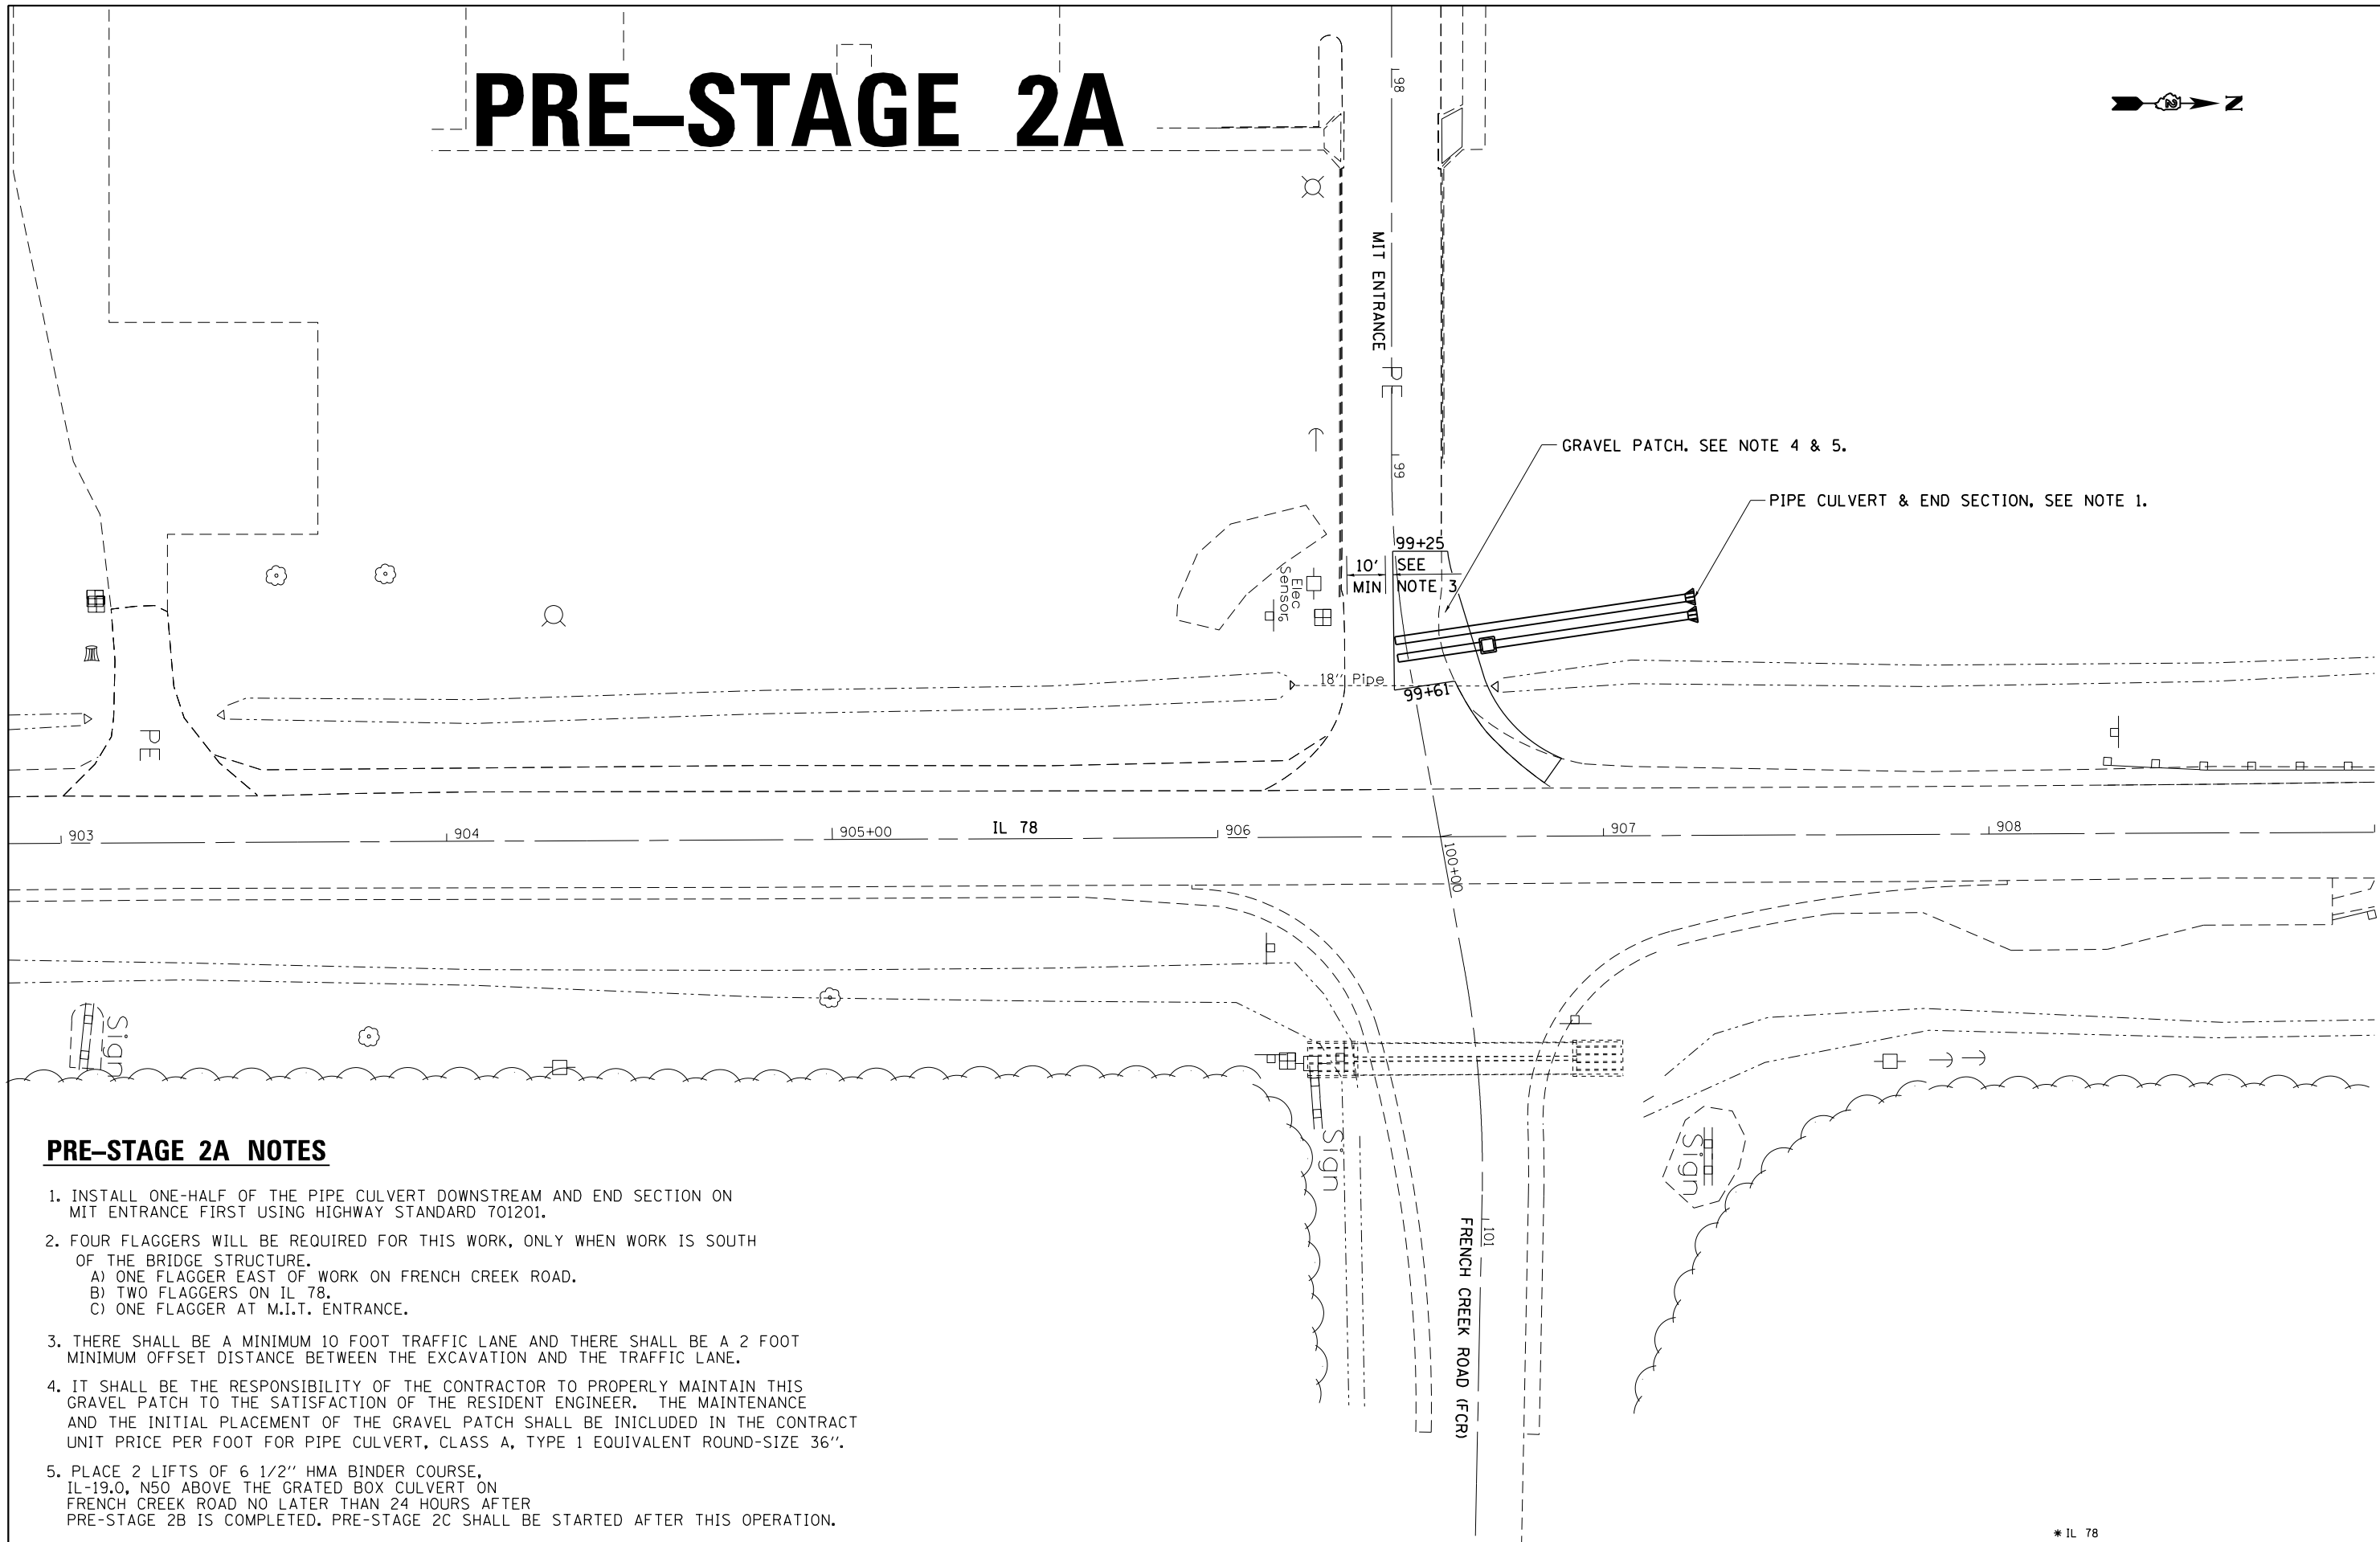 PRE–STAGE 2A
N
98
MIT ENTRANCE
PE
99
GRAVEL PATCH. SEE NOTE 4 & 5.
PIPE CULVERT & END SECTION, SEE NOTE 1.
99+25
10'
MIN
SEE
NOTE 3
Elec
Sensor
18'' Pipe
99+61
PE
903
904
905+00
IL 78
906
907
908
100+00
Sign
Sign
Sign
101
FRENCH CREEK ROAD (FCR)
PRE–STAGE 2A NOTES
1. INSTALL ONE-HALF OF THE PIPE CULVERT DOWNSTREAM AND END SECTION ON
MIT ENTRANCE FIRST USING HIGHWAY STANDARD 701201.
2. FOUR FLAGGERS WILL BE REQUIRED FOR THIS WORK, ONLY WHEN WORK IS SOUTH
OF THE BRIDGE STRUCTURE.
A) ONE FLAGGER EAST OF WORK ON FRENCH CREEK ROAD.
B) TWO FLAGGERS ON IL 78.
C) ONE FLAGGER AT M.I.T. ENTRANCE.
3. THERE SHALL BE A MINIMUM 10 FOOT TRAFFIC LANE AND THERE SHALL BE A 2 FOOT
MINIMUM OFFSET DISTANCE BETWEEN THE EXCAVATION AND THE TRAFFIC LANE.
4. IT SHALL BE THE RESPONSIBILITY OF THE CONTRACTOR TO PROPERLY MAINTAIN THIS
GRAVEL PATCH TO THE SATISFACTION OF THE RESIDENT ENGINEER. THE MAINTENANCE
AND THE INITIAL PLACEMENT OF THE GRAVEL PATCH SHALL BE INICLUDED IN THE CONTRACT
UNIT PRICE PER FOOT FOR PIPE CULVERT, CLASS A, TYPE 1 EQUIVALENT ROUND-SIZE 36''.
5. PLACE 2 LIFTS OF 6 1/2'' HMA BINDER COURSE,
IL-19.0, N50 ABOVE THE GRATED BOX CULVERT ON
FRENCH CREEK ROAD NO LATER THAN 24 HOURS AFTER
PRE-STAGE 2B IS COMPLETED. PRE-STAGE 2C SHALL BE STARTED AFTER THIS OPERATION.
* IL 78